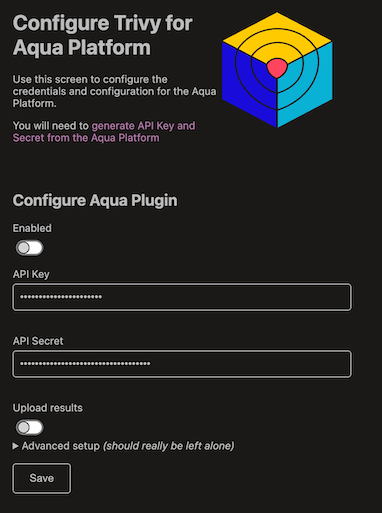 Configure Trivy for
Aqua Platform
Use this screen to configure the
credentials and configuration for the Aqua
Platform.
You will need to generate API Key and
Secret from the Aqua Platform
Configure Aqua Plugin
Enabled
API Key
••••••••••••••••••••••
API Secret
•••••••••••••••••••••••••••••••••••
Upload results
Advanced setup (should really be left alone)
Save